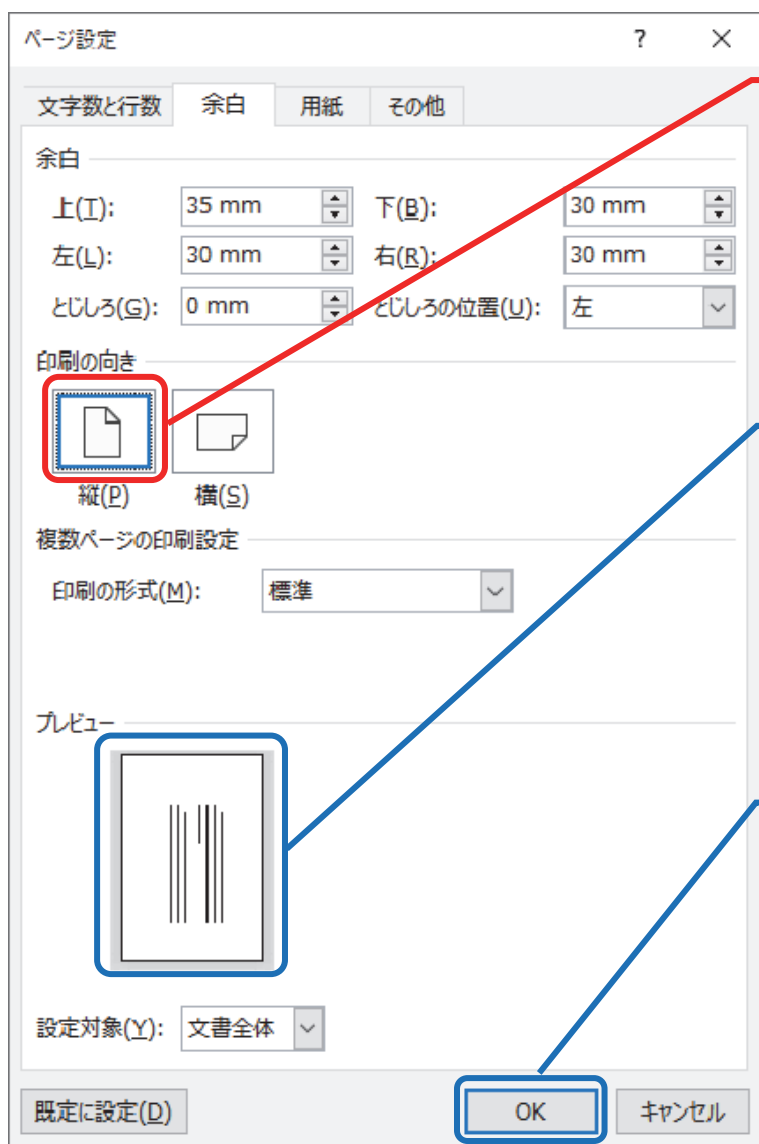 ページ設定 ?
文字数と行数 余白 用紙 その他
余白
上(T): 35 mm 下(B): 30 mm
左(L): 30 mm 右(R): 30 mm
とじしろ(G): 0 mm とじしろの位置(U): 左
印刷の向き
縦(P) 横(S)
複数ページの印刷設定
印刷の形式(M): 標準
プレビュー
設定対象(Y): 文書全体
既定に設定(D) OK キャンセル